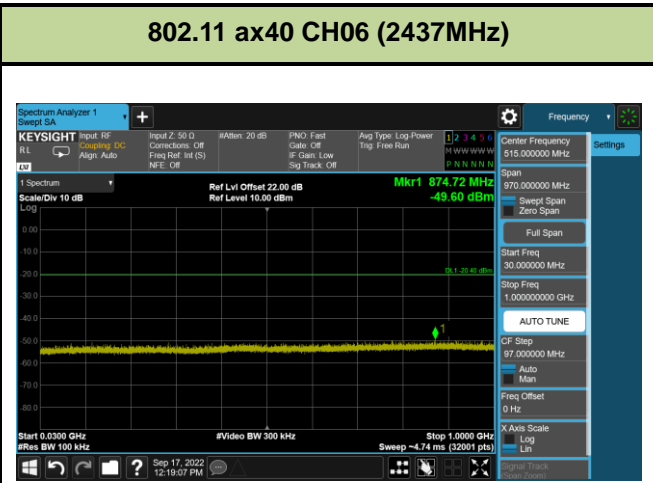 802.11 ax40 CH06 (2437MHz)
Spectrum Analyzer 1
Swept SA
Frequency
KEYSIGHT
RL
LXI
Input: RF
Coupling: DC
Align: Auto
Input Z: 50 Ω
Corrections: Off
Freq Ref: Int (S)
NFE: Off
#Atten: 20 dB
PNO: Fast
Gate: Off
IF Gain: Low
Sig Track: Off
Avg Type: Log-Power
Trig: Free Run
1 2 3 4 5 6
M W W W W W
P N N N N N
1 Spectrum
Scale/Div 10 dB
Log
Ref Lvl Offset 22.00 dB
Ref Level 10.00 dBm
Mkr1 874.72 MHz
-49.60 dBm
0.00
-10.0
-20.0
-30.0
-40.0
-50.0
-60.0
-70.0
-80.0
DL1 -20.40 dBm
1
Start 0.0300 GHz
#Res BW 100 kHz
#Video BW 300 kHz
Stop 1.0000 GHz
Sweep ~4.74 ms (32001 pts)
Center Frequency
515.000000 MHz
Settings
Span
970.000000 MHz
Swept Span
Zero Span
Full Span
Start Freq
30.000000 MHz
Stop Freq
1.000000000 GHz
AUTO TUNE
CF Step
97.000000 MHz
Auto
Man
Freq Offset
0 Hz
X Axis Scale
Log
Lin
Signal Track
(Span Zoom)
?
Sep 17, 2022
12:19:07 PM